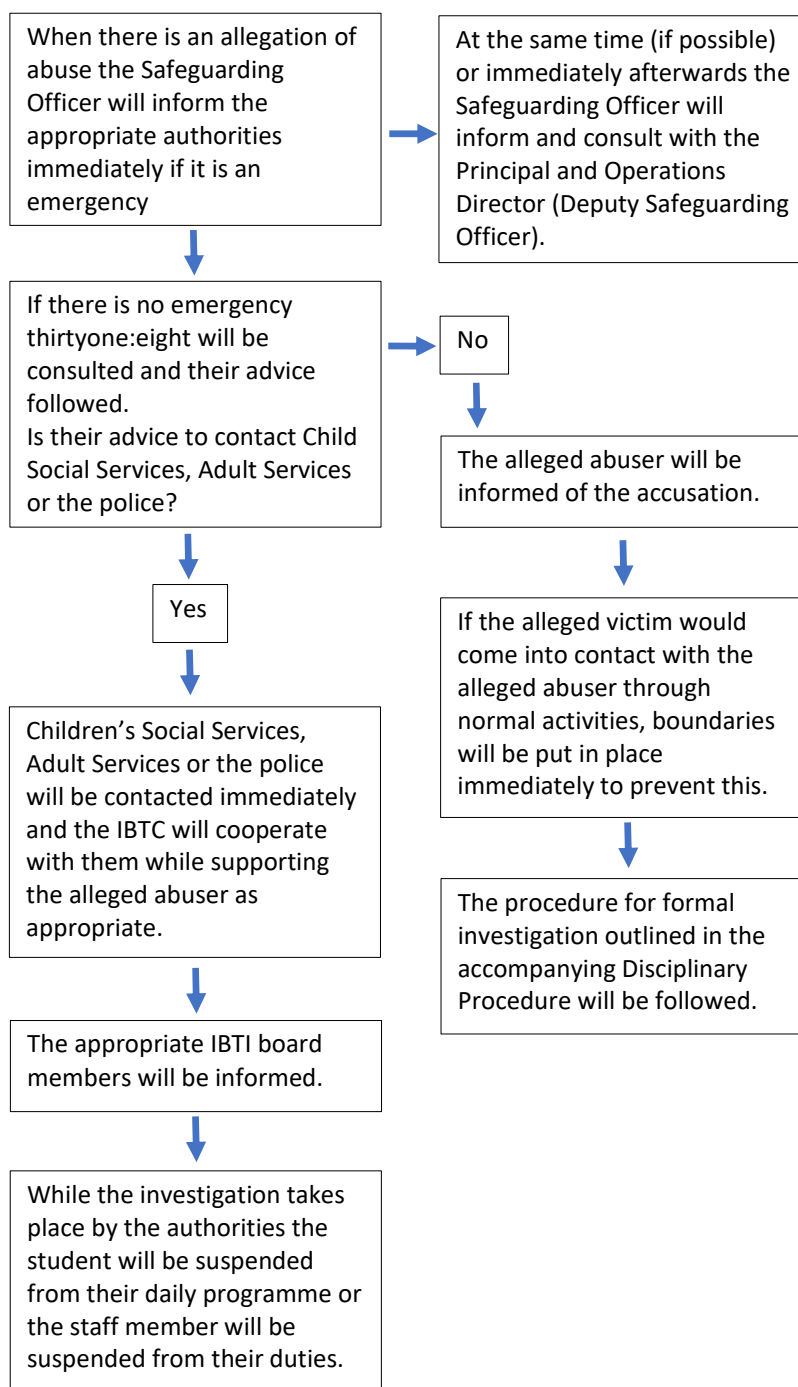 When there is an allegation of
abuse the Safeguarding
Officer will inform the
appropriate authorities
immediately if it is an
emergency
At the same time (if possible)
or immediately afterwards the
Safeguarding Officer will
inform and consult with the
Principal and Operations
Director (Deputy Safeguarding
Officer).
If there is no emergency
thirtyone:eight will be
consulted and their advice
followed.
Is their advice to contact Child
Social Services, Adult Services
or the police?
No
The alleged abuser will be
informed of the accusation.
If the alleged victim would
come into contact with the
alleged abuser through
normal activities, boundaries
will be put in place
immediately to prevent this.
The procedure for formal
investigation outlined in the
accompanying Disciplinary
Procedure will be followed.
Yes
Children’s Social Services,
Adult Services or the police
will be contacted immediately
and the IBTC will cooperate
with them while supporting
the alleged abuser as
appropriate.
The appropriate IBTI board
members will be informed.
While the investigation takes
place by the authorities the
student will be suspended
from their daily programme or
the staff member will be
suspended from their duties.